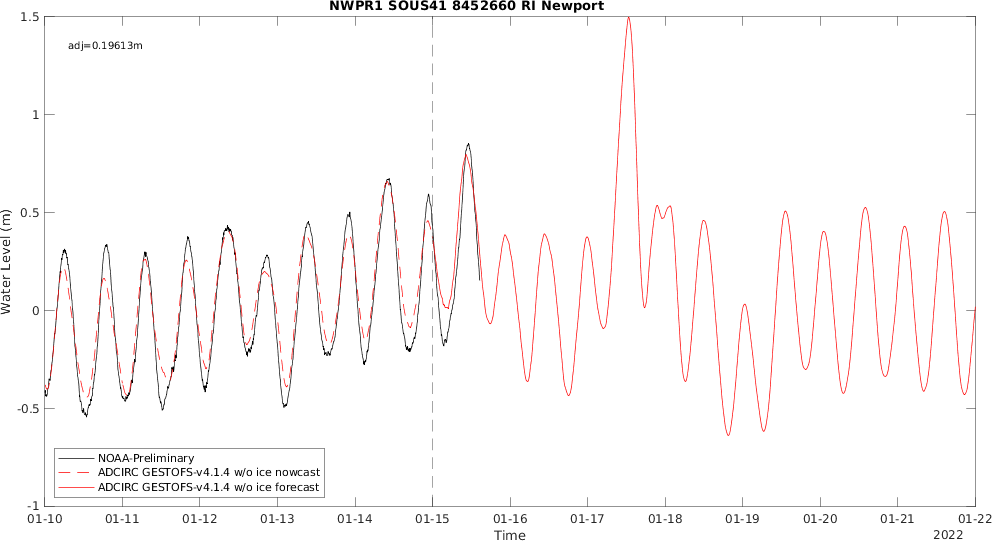 NWPR1 SOUS41 8452660 RI Newport
adj=0.19613m
Water Level (m)
1.5
1
0.5
0
-0.5
-1
NOAA-Preliminary
ADCIRC GESTOFS-v4.1.4 w/o ice nowcast
ADCIRC GESTOFS-v4.1.4 w/o ice forecast
01-10 01-11 01-12 01-13 01-14 01-15 01-16 01-17 01-18 01-19 01-20 01-21 01-22
Time
2022